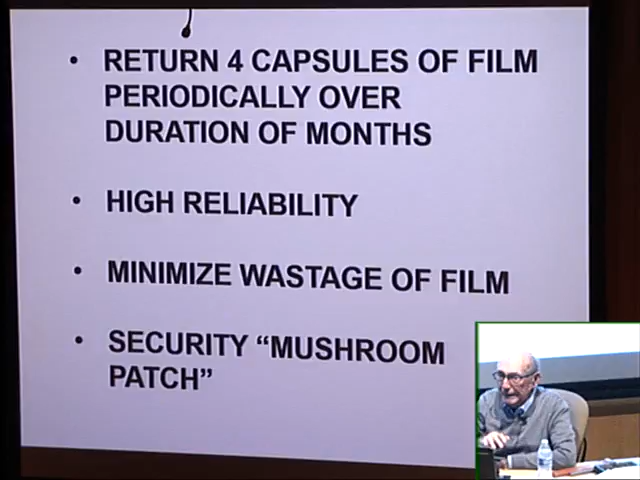 • RETURN 4 CAPSULES OF FILM
PERIODICALLY OVER
DURATION OF MONTHS
• HIGH RELIABILITY
• MINIMIZE WASTAGE OF FILM
• SECURITY “MUSHROOM
PATCH”